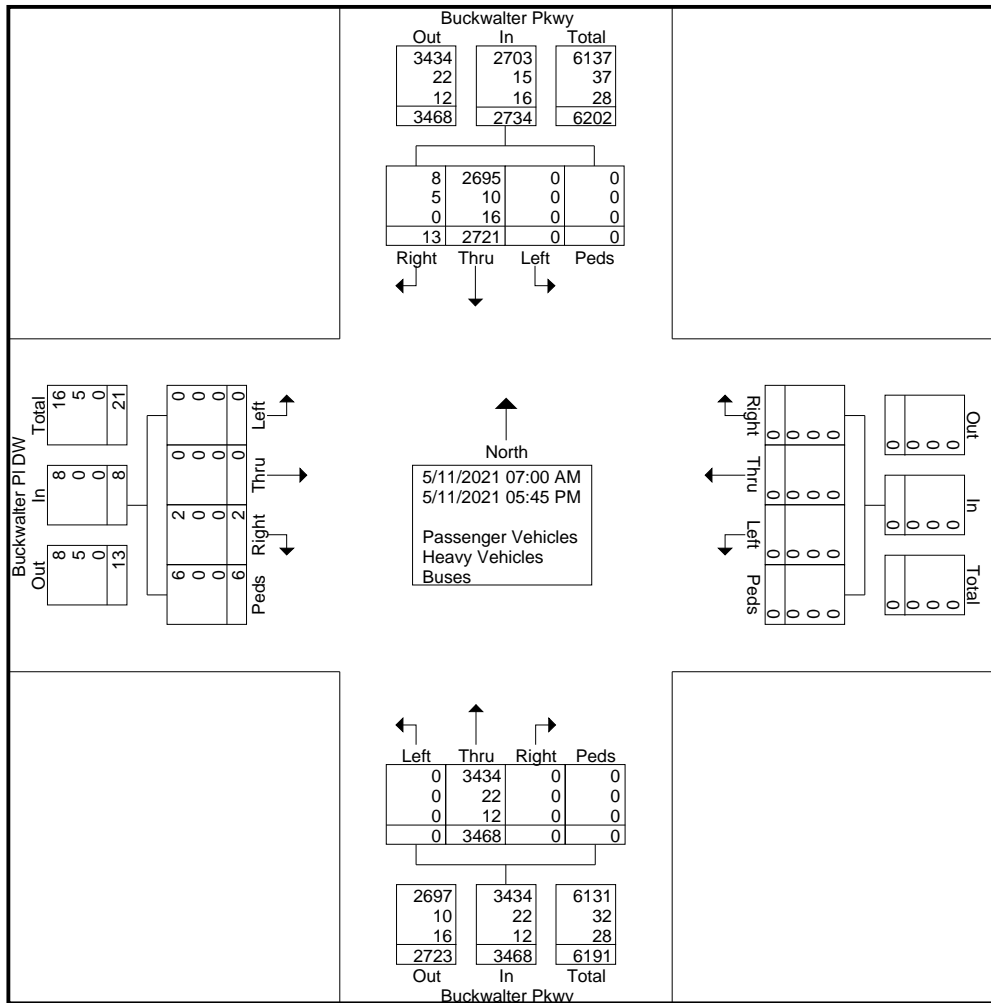 Buckwalter Pkwy
Out In Total
3434 2703 6137
22 15 37
12 16 28
3468 2734 6202
8 2695 0 0
5 10 0 0
0 16 0 0
13 2721 0 0
Right Thru Left Peds
Buckwalter Pl DW
Total
16 5 0 21
In
8 0 0 8
Out
8 5 0 13
0 0 0 0
Left
0 0 0 0
Thru
2 0 0 2
Right
6 0 0 6
Peds
North
5/11/2021 07:00 AM
5/11/2021 05:45 PM
Passenger Vehicles
Heavy Vehicles
Buses
Right
0 0 0 0
Thru
0 0 0 0
Left
0 0 0 0
Peds
0 0 0 0
Out
0 0 0 0
In
0 0 0 0
Total
0 0 0 0
Left Thru Right Peds
0 3434 0 0
0 22 0 0
0 12 0 0
0 3468 0 0
2697 3434 6131
10 22 32
16 12 28
2723 3468 6191
Out In Total
Buckwalter Pkwy